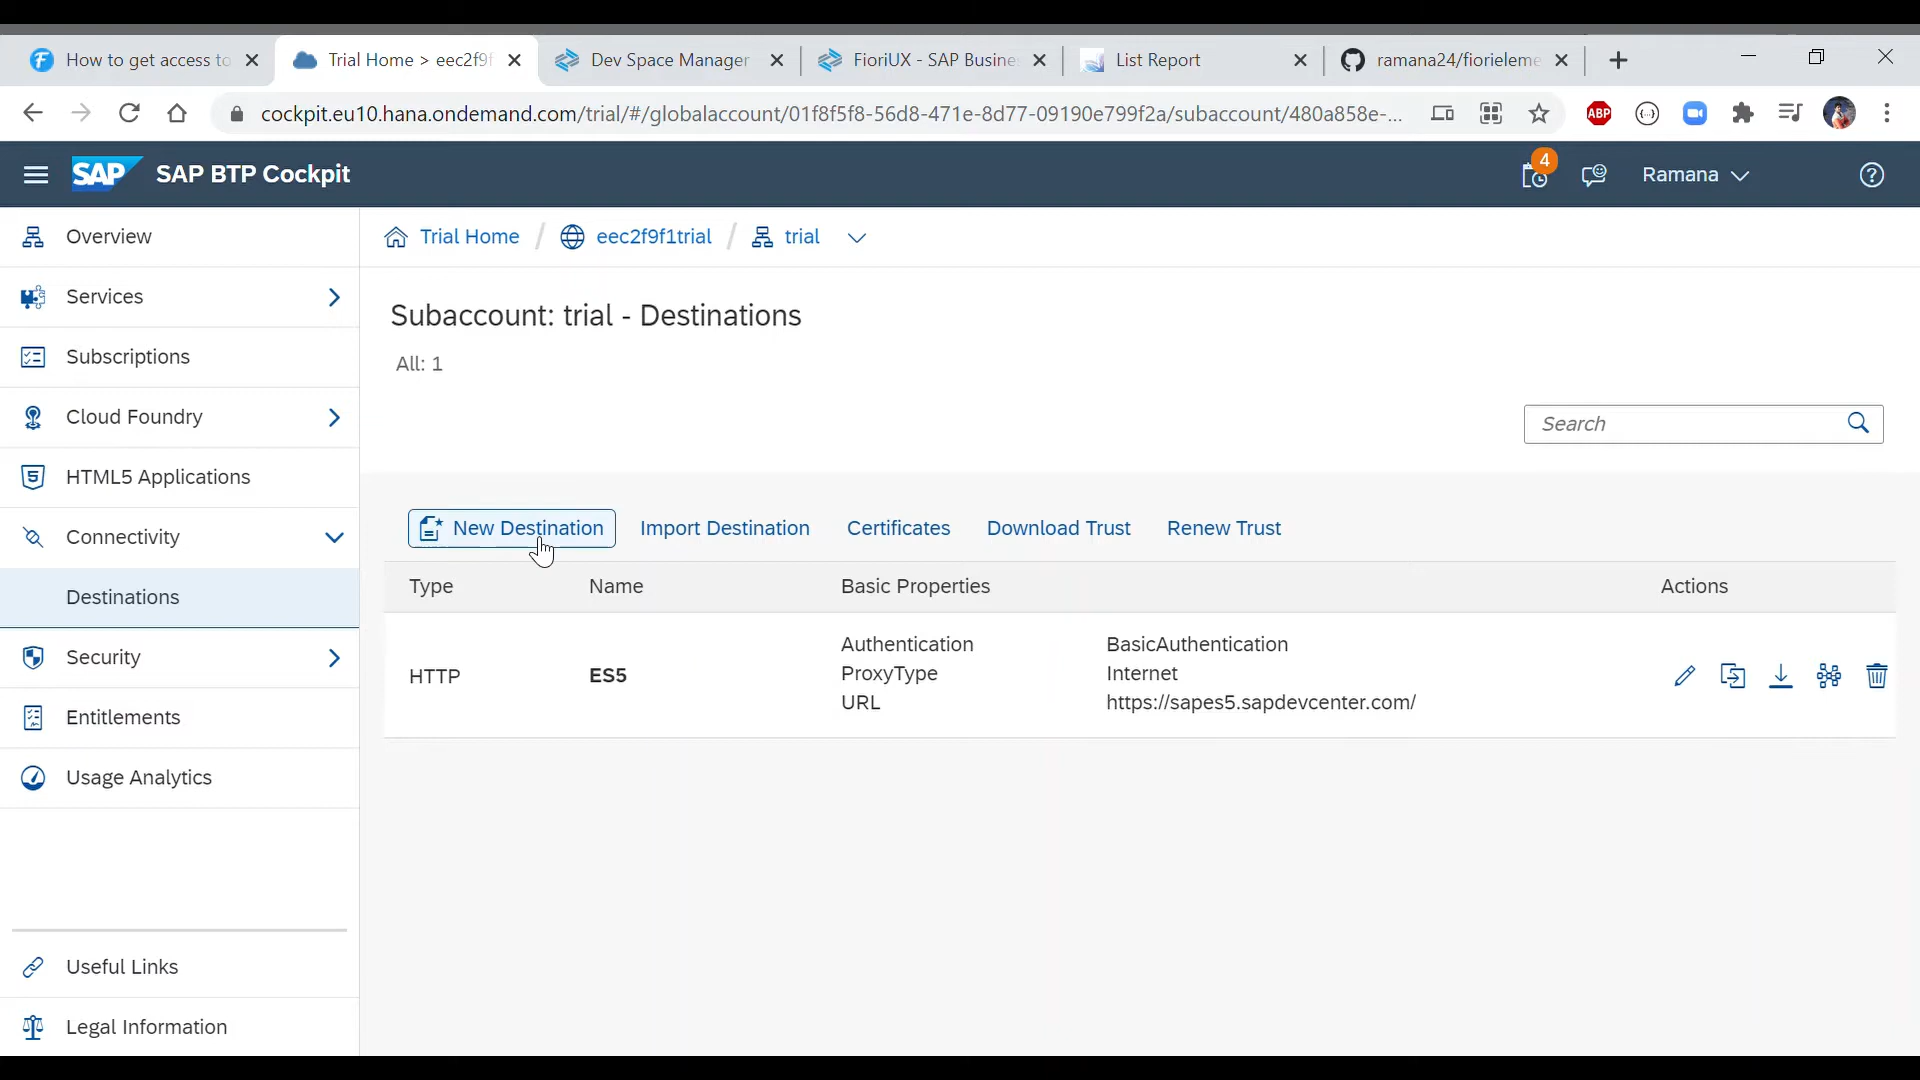 How to get access to
Trial Home > eec2f9f
Dev Space Manager
FioriUX - SAP Busine
List Report
ramana24/fiorieleme
cockpit.eu10.hana.ondemand.com/trial/#/globalaccount/01f8f5f8-56d8-471e-8d77-09190e799f2a/subaccount/480a858e-...
ABP
SAP
SAP BTP Cockpit
4
Ramana
Overview
Services
Subscriptions
Cloud Foundry
HTML5 Applications
Connectivity
Destinations
Security
Entitlements
Usage Analytics
Useful Links
Legal Information
Trial Home / eec2f9f1trial / trial
Subaccount: trial - Destinations
All: 1
Search
New Destination Import Destination Certificates Download Trust Renew Trust
Type Name Basic Properties Actions
HTTP ES5
Authentication BasicAuthentication
ProxyType Internet
URL https://sapes5.sapdevcenter.com/